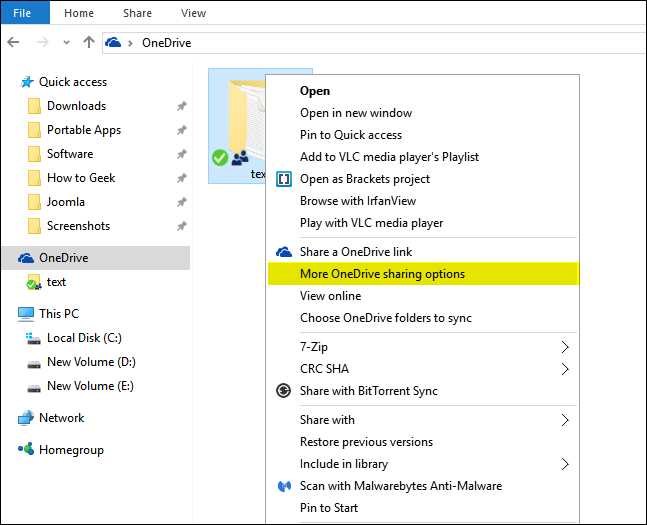 File Home Share View
OneDrive
Quick access
Downloads
Portable Apps
Software
How to Geek
Joomla
Screenshots
OneDrive
text
This PC
Local Disk (C:)
New Volume (D:)
New Volume (E:)
Network
Homegroup
Open
Open in new window
Pin to Quick access
Add to VLC media player's Playlist
Open as Brackets project
Browse with IrfanView
Play with VLC media player
Share a OneDrive link
More OneDrive sharing options
View online
Choose OneDrive folders to sync
7-Zip
CRC SHA
Share with BitTorrent Sync
Share with
Restore previous versions
Include in library
Scan with Malwarebytes Anti-Malware
Pin to Start